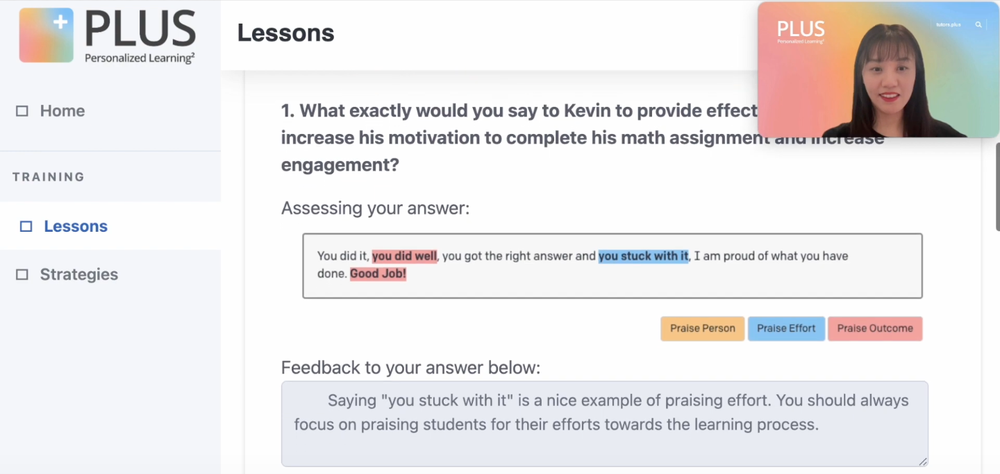 PLUS
Personalized Learning²
Home
TRAINING
Lessons
Strategies
Lessons
PLUS
Personalized Learning²
tutors.plus
1. What exactly would you say to Kevin to provide effect
increase his motivation to complete his math assignment and increase
engagement?
Assessing your answer:
You did it, you did well, you got the right answer and you stuck with it, I am proud of what you have
done. Good Job!
Praise Person
Praise Effort
Praise Outcome
Feedback to your answer below:
Saying "you stuck with it" is a nice example of praising effort. You should always
focus on praising students for their efforts towards the learning process.